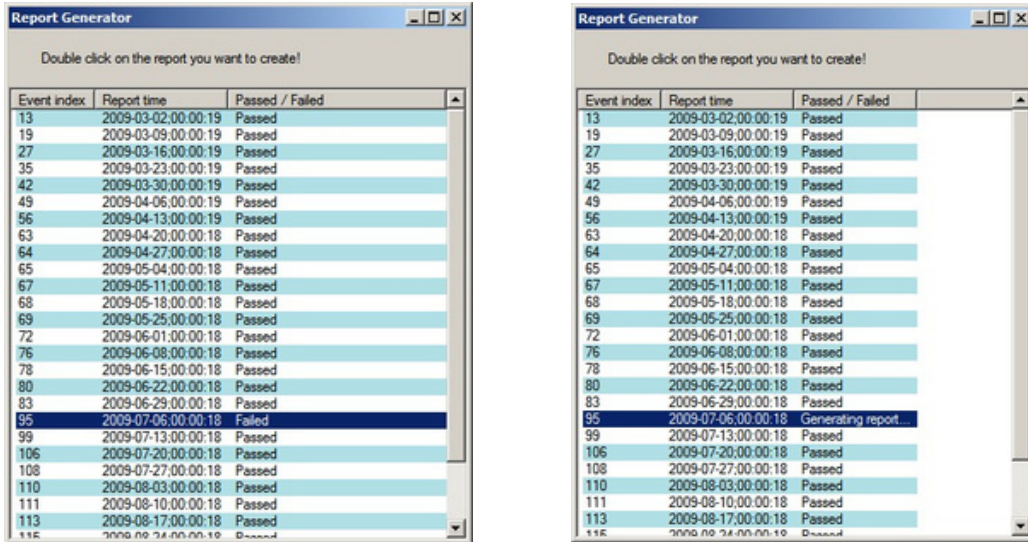 Report Generator
Double click on the report you want to create!
Event index Report time Passed / Failed
13 2009-03-02;00:00:19 Passed
19 2009-03-09;00:00:19 Passed
27 2009-03-16;00:00:19 Passed
35 2009-03-23;00:00:19 Passed
42 2009-03-30;00:00:19 Passed
49 2009-04-06;00:00:19 Passed
56 2009-04-13;00:00:19 Passed
63 2009-04-20;00:00:18 Passed
64 2009-04-27;00:00:18 Passed
65 2009-05-04;00:00:18 Passed
67 2009-05-11;00:00:18 Passed
68 2009-05-18;00:00:18 Passed
69 2009-05-25;00:00:18 Passed
72 2009-06-01;00:00:18 Passed
76 2009-06-08;00:00:18 Passed
78 2009-06-15;00:00:18 Passed
80 2009-06-22;00:00:18 Passed
83 2009-06-29;00:00:18 Passed
95 2009-07-06;00:00:18 Failed
99 2009-07-13;00:00:18 Passed
106 2009-07-20;00:00:18 Passed
108 2009-07-27;00:00:18 Passed
110 2009-08-03;00:00:18 Passed
111 2009-08-10;00:00:18 Passed
113 2009-08-17;00:00:18 Passed
115 2009-08-24;00:00:18 Passed
Report Generator
Double click on the report you want to create!
Event index Report time Passed / Failed
13 2009-03-02;00:00:19 Passed
19 2009-03-09;00:00:19 Passed
27 2009-03-16;00:00:19 Passed
35 2009-03-23;00:00:19 Passed
42 2009-03-30;00:00:19 Passed
49 2009-04-06;00:00:19 Passed
56 2009-04-13;00:00:19 Passed
63 2009-04-20;00:00:18 Passed
64 2009-04-27;00:00:18 Passed
65 2009-05-04;00:00:18 Passed
67 2009-05-11;00:00:18 Passed
68 2009-05-18;00:00:18 Passed
69 2009-05-25;00:00:18 Passed
72 2009-06-01;00:00:18 Passed
76 2009-06-08;00:00:18 Passed
78 2009-06-15;00:00:18 Passed
80 2009-06-22;00:00:18 Passed
83 2009-06-29;00:00:18 Passed
95 2009-07-06;00:00:18 Generating report...
99 2009-07-13;00:00:18 Passed
106 2009-07-20;00:00:18 Passed
108 2009-07-27;00:00:18 Passed
110 2009-08-03;00:00:18 Passed
111 2009-08-10;00:00:18 Passed
113 2009-08-17;00:00:18 Passed
115 2009-08-24;00:00:18 Passed